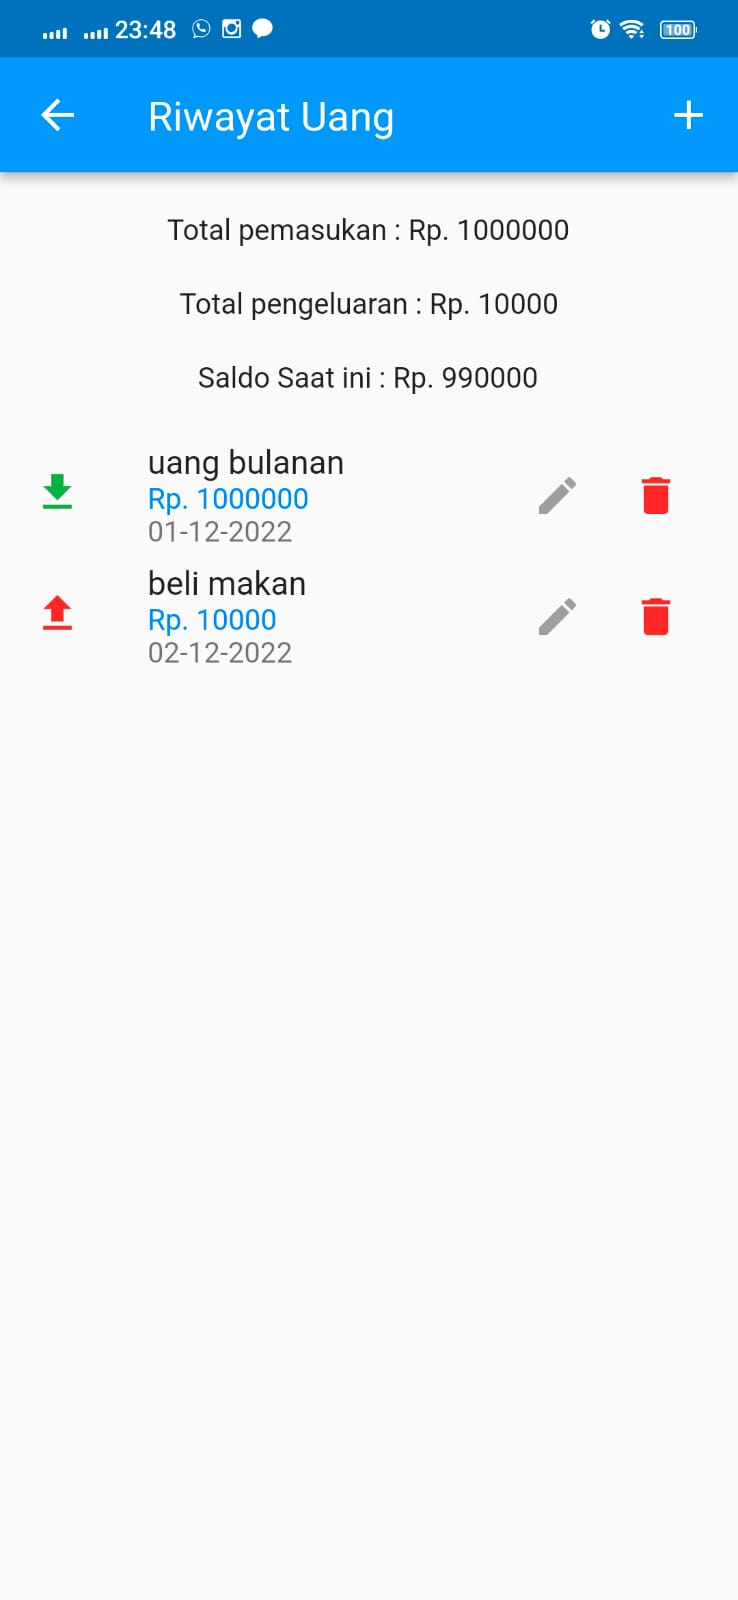 23:48
100
Riwayat Uang
Total pemasukan : Rp. 1000000
Total pengeluaran : Rp. 10000
Saldo Saat ini : Rp. 990000
uang bulanan
Rp. 1000000
01-12-2022
beli makan
Rp. 10000
02-12-2022